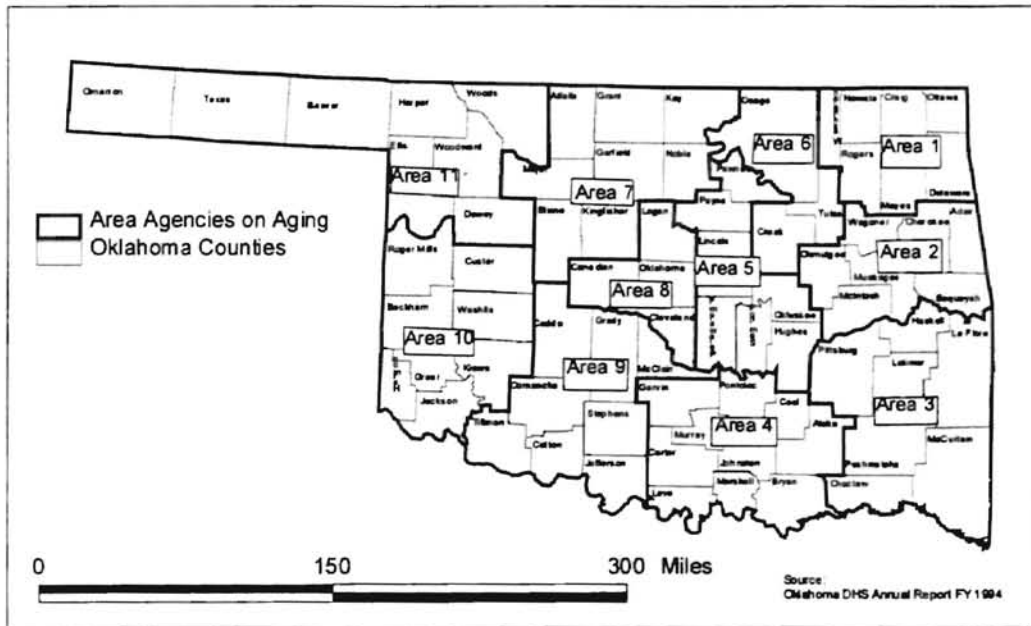 Cimarron
Texas
Beaver
Harper
Woods
Alfalfa
Grant
Kay
Osage
Nowata
Craig
Ottawa
Rogers
Area 1
Area 6
Ellis
Woodward
Area 11
Major
Garfield
Noble
Pawnee
Area 7
Mayes
Delaware
Area Agencies on Aging
Oklahoma Counties
Dewey
Blaine
Kingfisher
Logan
Payne
Tulsa
Wagoner
Cherokee
Adair
Roger Mills
Custer
Lincoln
Creek
Okmulgee
Area 2
Canadian
Oklahoma
Area 5
Muskogee
Area 8
McIntosh
Sequoyah
Beckham
Washita
Caddo
Grady
Cleveland
Okfuskee
Hughes
Haskell
Le Flore
Area 10
Pittsburg
Latimer
Greer
Kiowa
Comanche
Area 9
McClain
Garvin
Pontotoc
Coal
Jackson
Tillman
Stephens
Murray
Area 4
Atoka
Area 3
McCurtain
Cotton
Carter
Jefferson
Johnston
Pushmataha
Love
Marshall
Bryan
Choctaw
0 150 300 Miles
Source:
Oklahoma DHS Annual Report FY 1994